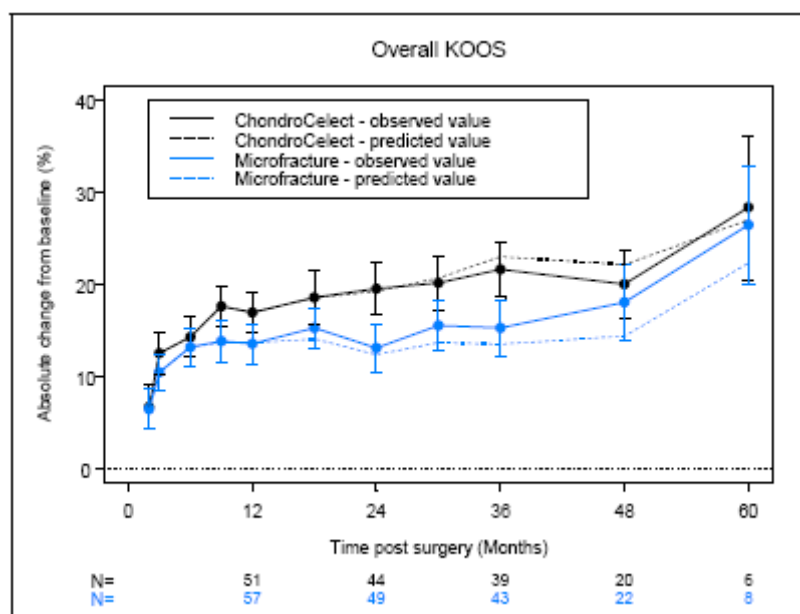 Overall KOOS
ChondroCelect - observed value
ChondroCelect - predicted value
Microfracture - observed value
Microfracture - predicted value
Absolute change from baseline (%)
40
30
20
10
0
0 12 24 36 48 60
Time post surgery (Months)
N= 51 44 39 20 6
N= 57 49 43 22 8